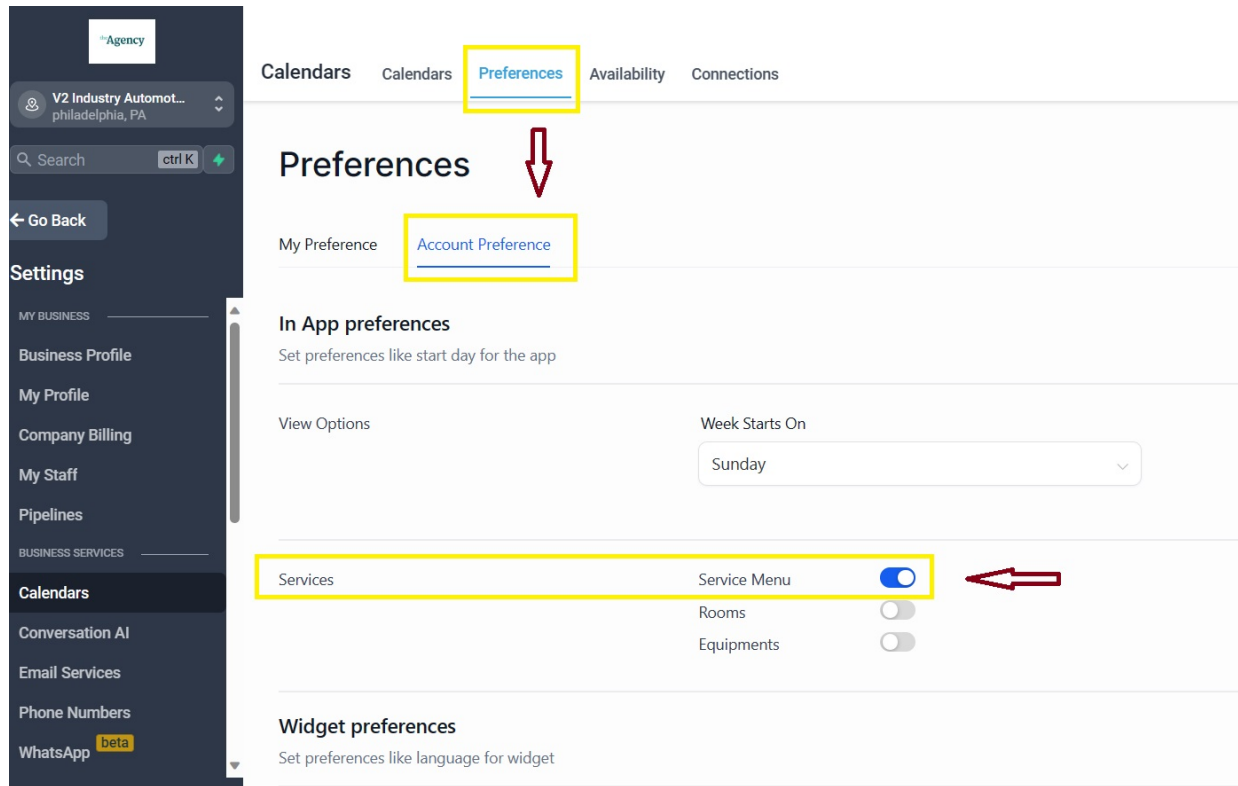 theAgency
V2 Industry Automot...
philadelphia, PA
Search ctrl K
Go Back
Settings
MY BUSINESS
Business Profile
My Profile
Company Billing
My Staff
Pipelines
BUSINESS SERVICES
Calendars
Conversation AI
Email Services
Phone Numbers
WhatsApp beta
Calendars Calendars Preferences Availability Connections
Preferences
My Preference Account Preference
In App preferences
Set preferences like start day for the app
View Options Week Starts On
Sunday
Services Service Menu
Rooms
Equipments
Widget preferences
Set preferences like language for widget